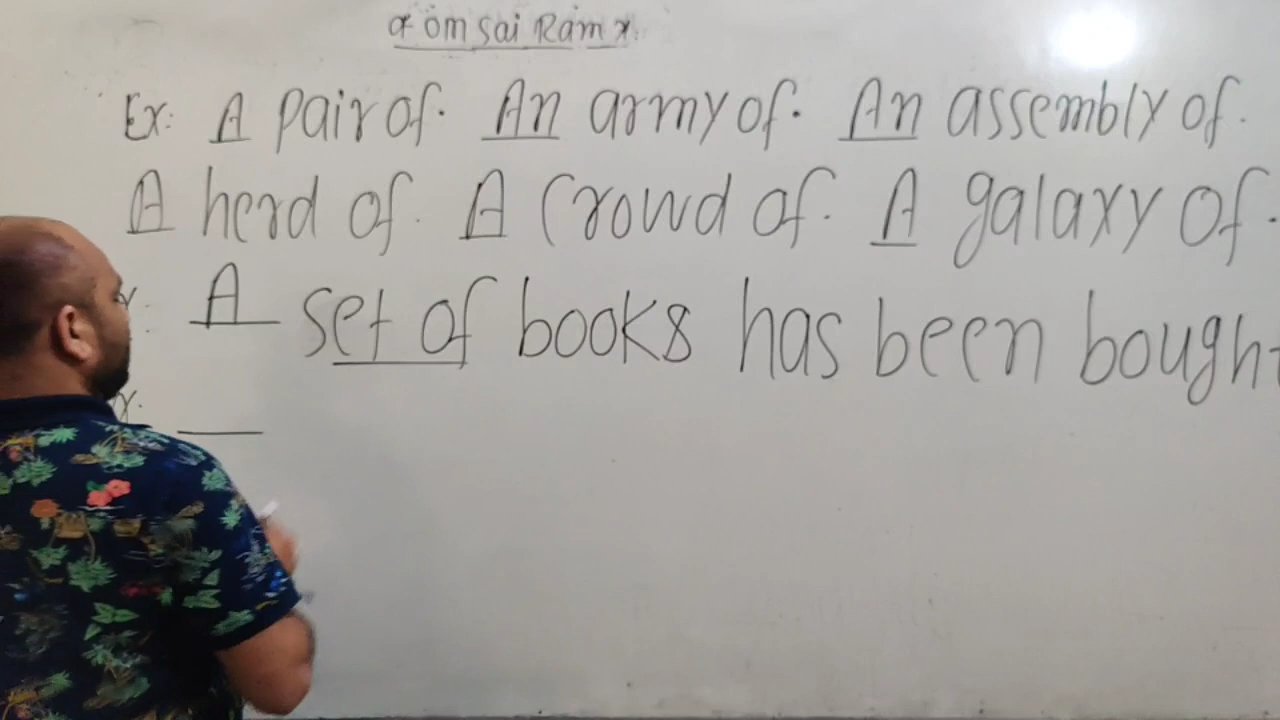 om sai Ram
Ex: A pair of. An army of. An assembly of.
A herd of. A crowd of. A galaxy of.
A set of books has been bought